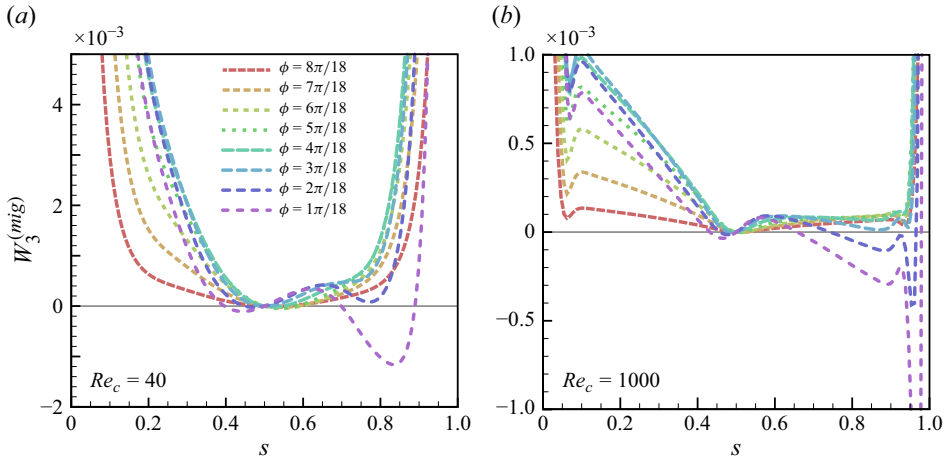 (a)
×10⁻³
4
2
0
−2
0
0.2
0.4
0.6
0.8
1.0
W₃⁽ᵐⁱᵍ⁾
s
Re_c = 40
ϕ = 8π/18
ϕ = 7π/18
ϕ = 6π/18
ϕ = 5π/18
ϕ = 4π/18
ϕ = 3π/18
ϕ = 2π/18
ϕ = 1π/18
(b)
×10⁻³
1.0
0.5
0
−0.5
−1.0
0
0.2
0.4
0.6
0.8
1.0
s
Re_c = 1000